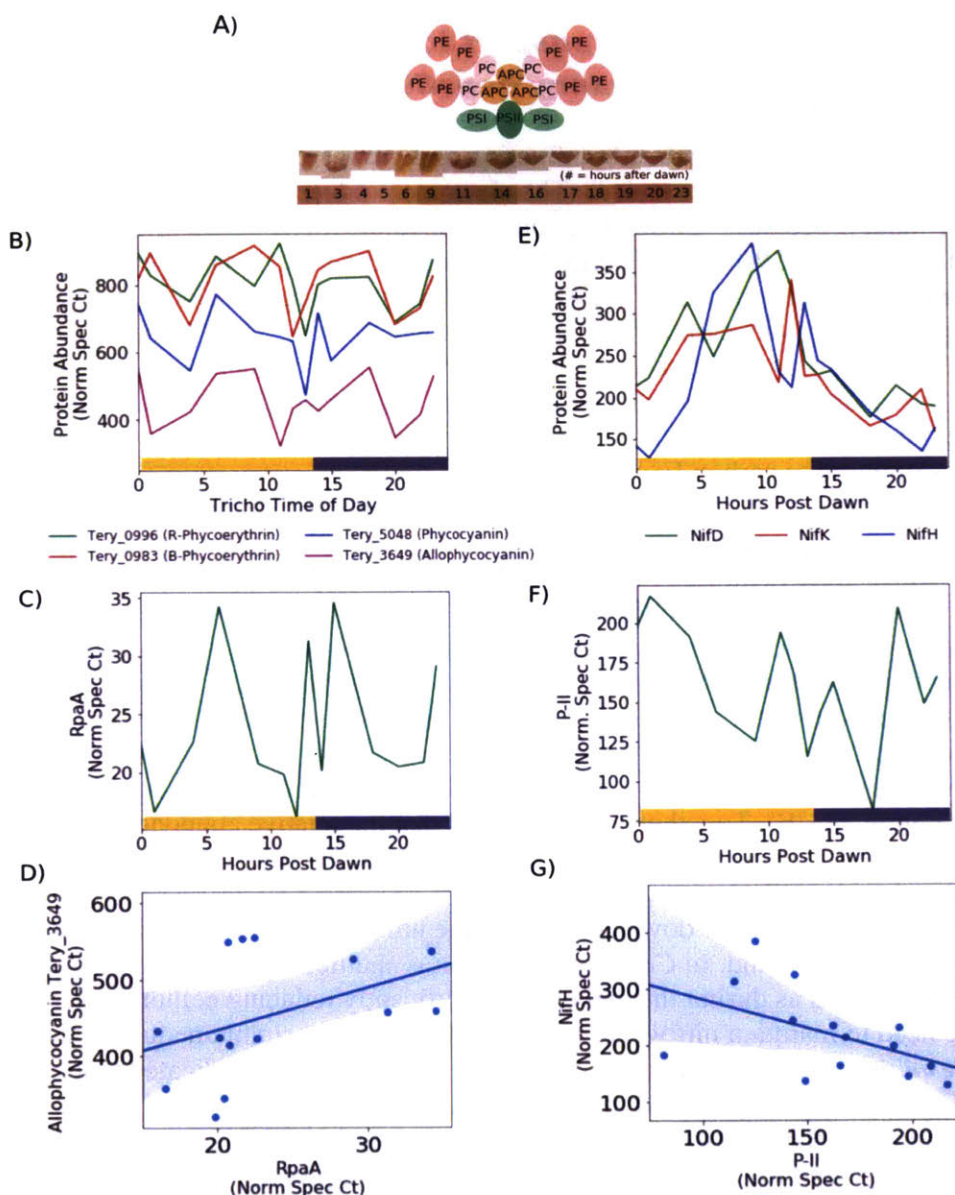 A)
PE PE PE PE
PC APC PC
PE PE PC APC APC PC PE PE
PSI PSII PSI
(# = hours after dawn)
1 3 4 5 6 9 11 14 16 17 18 19 20 23
B)
Protein Abundance
(Norm Spec Ct)
800
600
400
0 5 10 15 20
Tricho Time of Day
Tery_0996 (R-Phycoerythrin)
Tery_0983 (B-Phycoerythrin)
Tery_5048 (Phycocyanin)
Tery_3649 (Allophycocyanin)
E)
Protein Abundance
(Norm Spec Ct)
350
300
250
200
150
0 5 10 15 20
Hours Post Dawn
NifD NifK NifH
C)
RpaA
(Norm Spec Ct)
35
30
25
20
0 5 10 15 20
Hours Post Dawn
F)
P-II
(Norm. Spec Ct)
200
175
150
125
100
75
0 5 10 15 20
Hours Post Dawn
D)
Allophycocyanin Tery_3649
(Norm Spec Ct)
600
500
400
20 30
RpaA
(Norm Spec Ct)
G)
NifH
(Norm Spec Ct)
400
300
200
100
100 150 200
P-II
(Norm Spec Ct)